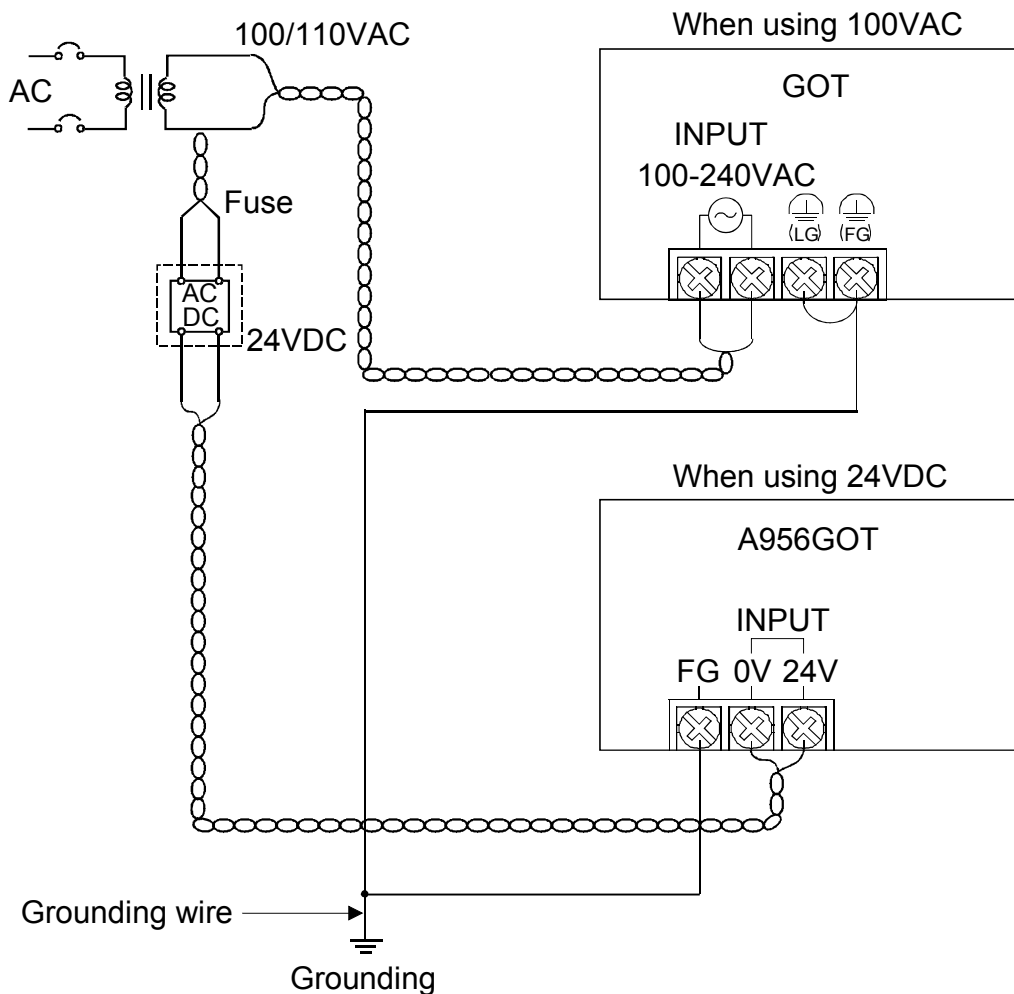 100/110VAC
AC
Fuse
AC
DC
24VDC
When using 100VAC
GOT
INPUT
100-240VAC
(LG)
(FG)
When using 24VDC
A956GOT
INPUT
FG 0V 24V
Grounding wire
Grounding